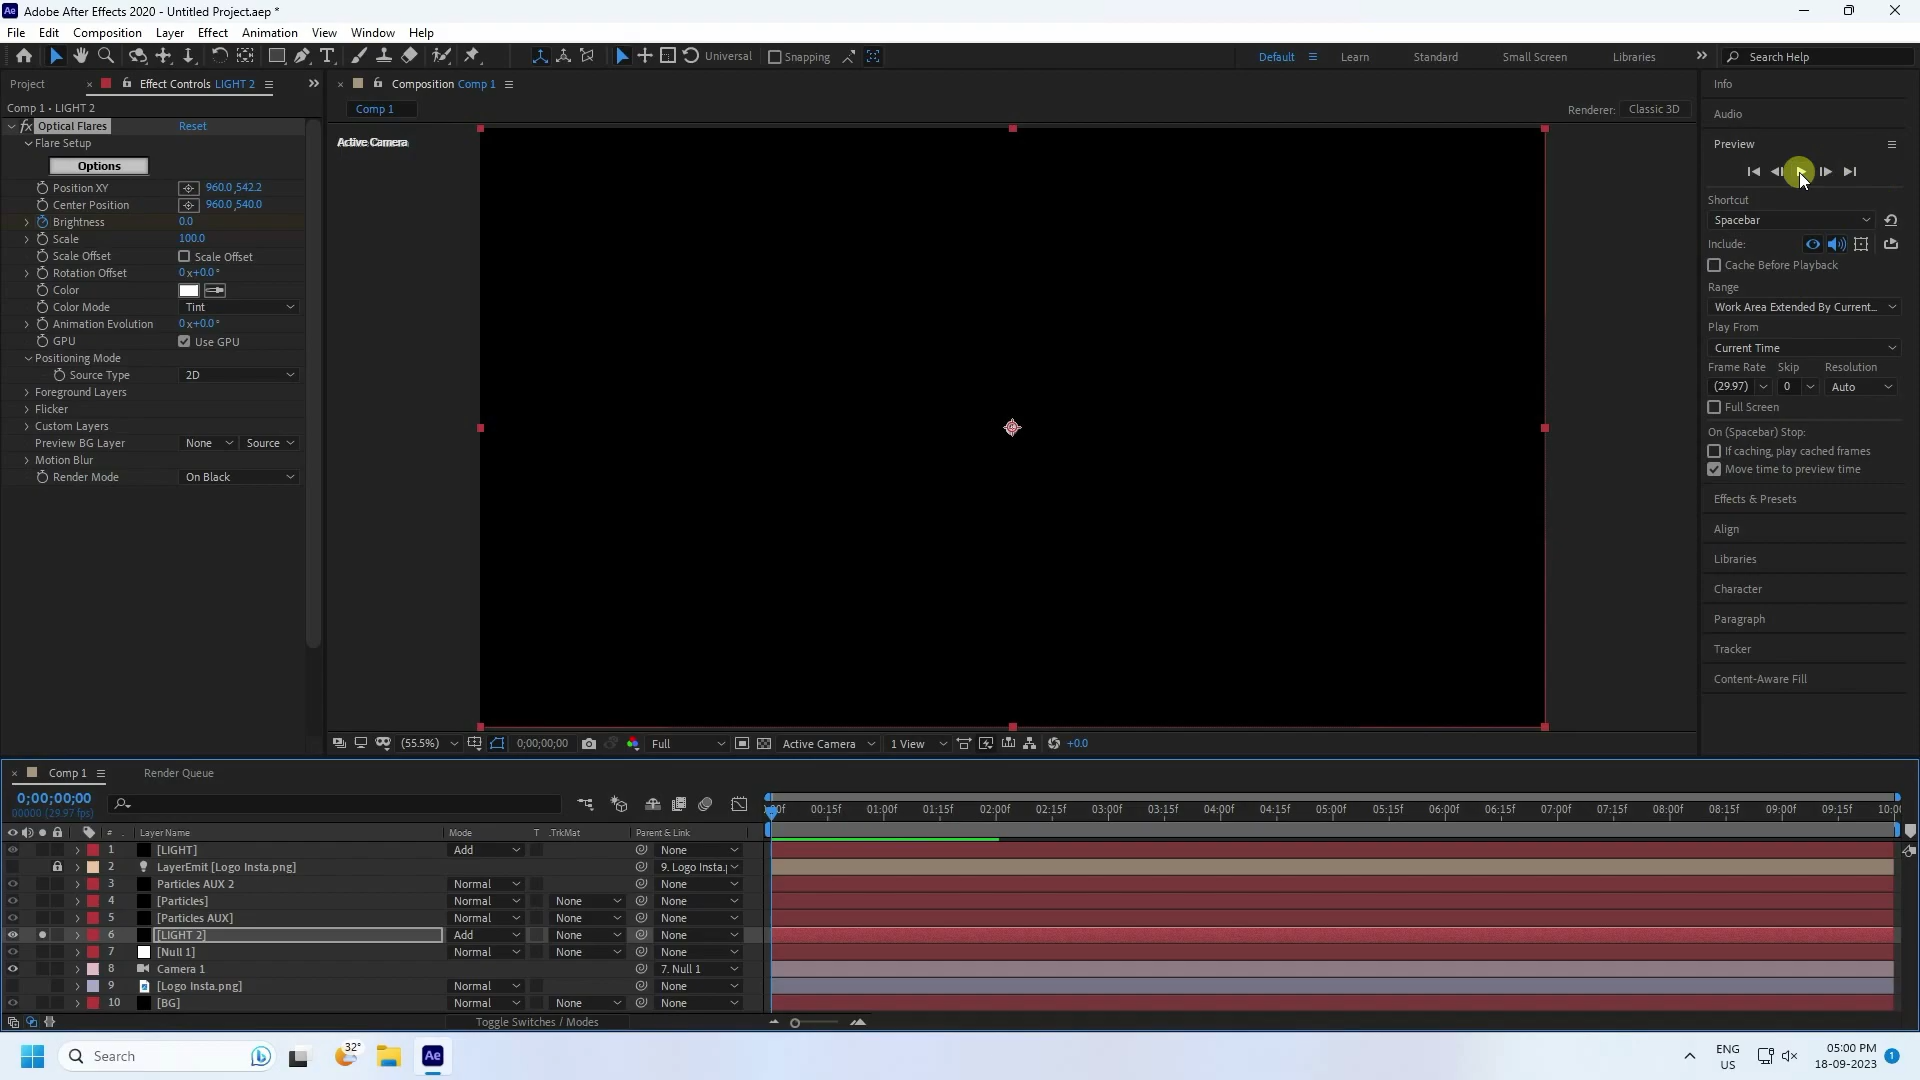 Ae Adobe After Effects 2020 - Untitled Project.aep *
File Edit Composition Layer Effect Animation View Window Help
Universal Snapping Default Learn Standard Small Screen Libraries Search Help
Project Effect Controls LIGHT 2
Comp 1 • LIGHT 2
fx Optical Flares Reset
Flare Setup
Options
Position XY 960.0,542.2
Center Position 960.0,540.0
Brightness 0.0
Scale 100.0
Scale Offset Scale Offset
Rotation Offset 0x+0.0°
Color
Color Mode Tint
Animation Evolution 0x+0.0°
GPU Use GPU
Positioning Mode
Source Type 2D
Foreground Layers
Flicker
Custom Layers
Preview BG Layer None Source
Motion Blur
Render Mode On Black
Composition Comp 1
Comp 1
Renderer: Classic 3D
Active Camera
(55.5%) 0;00;00;00 Full Active Camera 1 View +0.0
Info
Audio
Preview
Shortcut
Spacebar
Include:
Cache Before Playback
Range
Work Area Extended By Current...
Play From
Current Time
Frame Rate Skip Resolution
(29.97) 0 Auto
Full Screen
On (Spacebar) Stop:
If caching, play cached frames
Move time to preview time
Effects & Presets
Align
Libraries
Character
Paragraph
Tracker
Content-Aware Fill
Comp 1 Render Queue
0;00;00;00
00000 (29.97 fps)
00:15f 01:00f 01:15f 02:00f 02:15f 03:00f 03:15f 04:00f 04:15f 05:00f 05:15f 06:00f 06:15f 07:00f 07:15f 08:00f 08:15f 09:00f 09:15f
# Layer Name Mode T .TrkMat Parent & Link
1 [LIGHT] Add None
2 LayerEmit [Logo Insta.png] 9. Logo Insta.
3 Particles AUX 2 Normal None
4 [Particles] Normal None None
5 [Particles AUX] Normal None None
6 [LIGHT 2] Add None None
7 [Null 1] Normal None None
8 Camera 1 7. Null 1
9 [Logo Insta.png] Normal None
10 [BG] Normal None None
Toggle Switches / Modes
Search 32° Ae ENG
US
05:00 PM
18-09-2023 1